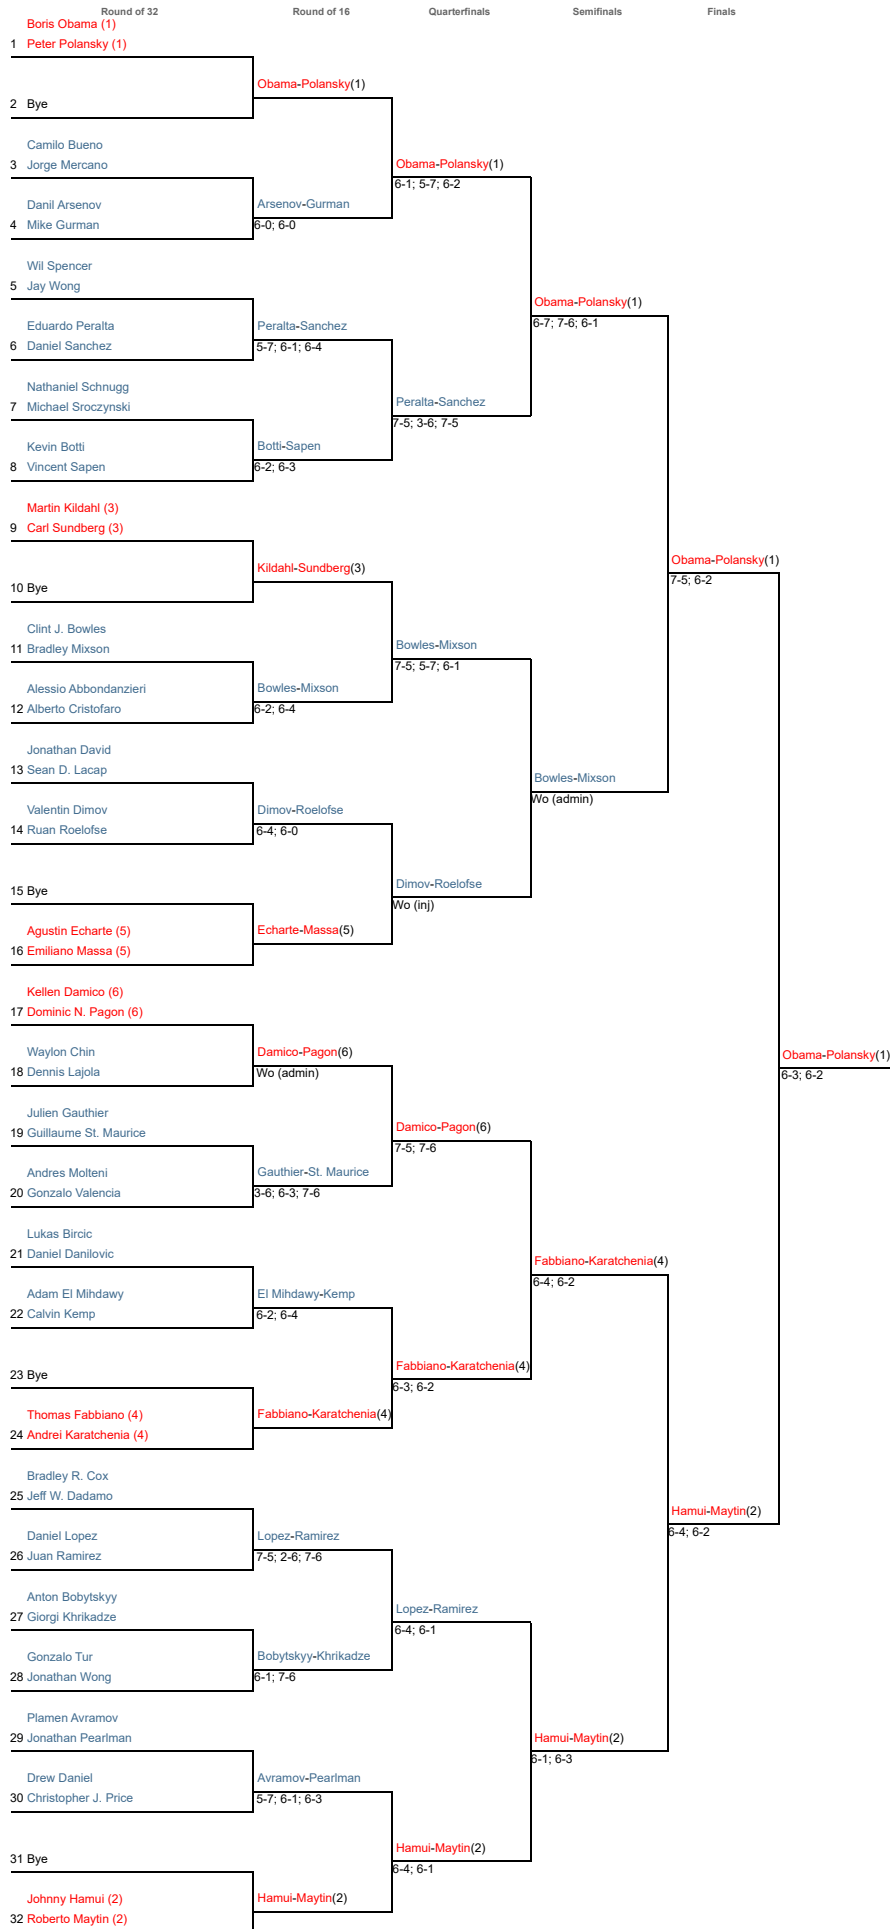 Round of 32 Round of 16 Quarterfinals Semifinals Finals
Boris Obama (1)
1 Peter Polansky (1)
Obama-Polansky(1)
2 Bye
Camilo Bueno
3 Jorge Mercano
Obama-Polansky(1)
6-1; 5-7; 6-2
Danil Arsenov
Arsenov-Gurman
4 Mike Gurman
6-0; 6-0
Wil Spencer
5 Jay Wong
Obama-Polansky(1)
6-7; 7-6; 6-1
Eduardo Peralta
Peralta-Sanchez
6 Daniel Sanchez
5-7; 6-1; 6-4
Nathaniel Schnugg
7 Michael Sroczynski
Peralta-Sanchez
7-5; 3-6; 7-5
Kevin Botti
Botti-Sapen
8 Vincent Sapen
6-2; 6-3
Martin Kildahl (3)
9 Carl Sundberg (3)
Obama-Polansky(1)
7-5; 6-2
Kildahl-Sundberg(3)
10 Bye
Clint J. Bowles
11 Bradley Mixson
Bowles-Mixson
7-5; 5-7; 6-1
Alessio Abbondanzieri
Bowles-Mixson
12 Alberto Cristofaro
6-2; 6-4
Jonathan David
13 Sean D. Lacap
Bowles-Mixson
Wo (admin)
Valentin Dimov
Dimov-Roelofse
14 Ruan Roelofse
6-4; 6-0
15 Bye
Dimov-Roelofse
Wo (inj)
Agustin Echarte (5)
Echarte-Massa(5)
16 Emiliano Massa (5)
Kellen Damico (6)
17 Dominic N. Pagon (6)
Waylon Chin
Damico-Pagon(6)
18 Dennis Lajola
Wo (admin)
Obama-Polansky(1)
6-3; 6-2
Julien Gauthier
19 Guillaume St. Maurice
Damico-Pagon(6)
7-5; 7-6
Andres Molteni
Gauthier-St. Maurice
20 Gonzalo Valencia
3-6; 6-3; 7-6
Lukas Bircic
21 Daniel Danilovic
Fabbiano-Karatchenia(4)
6-4; 6-2
Adam El Mihdawy
El Mihdawy-Kemp
22 Calvin Kemp
6-2; 6-4
23 Bye
Fabbiano-Karatchenia(4)
6-3; 6-2
Thomas Fabbiano (4)
Fabbiano-Karatchenia(4)
24 Andrei Karatchenia (4)
Bradley R. Cox
25 Jeff W. Dadamo
Hamui-Maytin(2)
6-4; 6-2
Daniel Lopez
Lopez-Ramirez
26 Juan Ramirez
7-5; 2-6; 7-6
Anton Bobytskyy
27 Giorgi Khrikadze
Lopez-Ramirez
6-4; 6-1
Gonzalo Tur
Bobytskyy-Khrikadze
28 Jonathan Wong
6-1; 7-6
Plamen Avramov
29 Jonathan Pearlman
Hamui-Maytin(2)
6-1; 6-3
Drew Daniel
Avramov-Pearlman
30 Christopher J. Price
5-7; 6-1; 6-3
31 Bye
Hamui-Maytin(2)
6-4; 6-1
Johnny Hamui (2)
Hamui-Maytin(2)
32 Roberto Maytin (2)